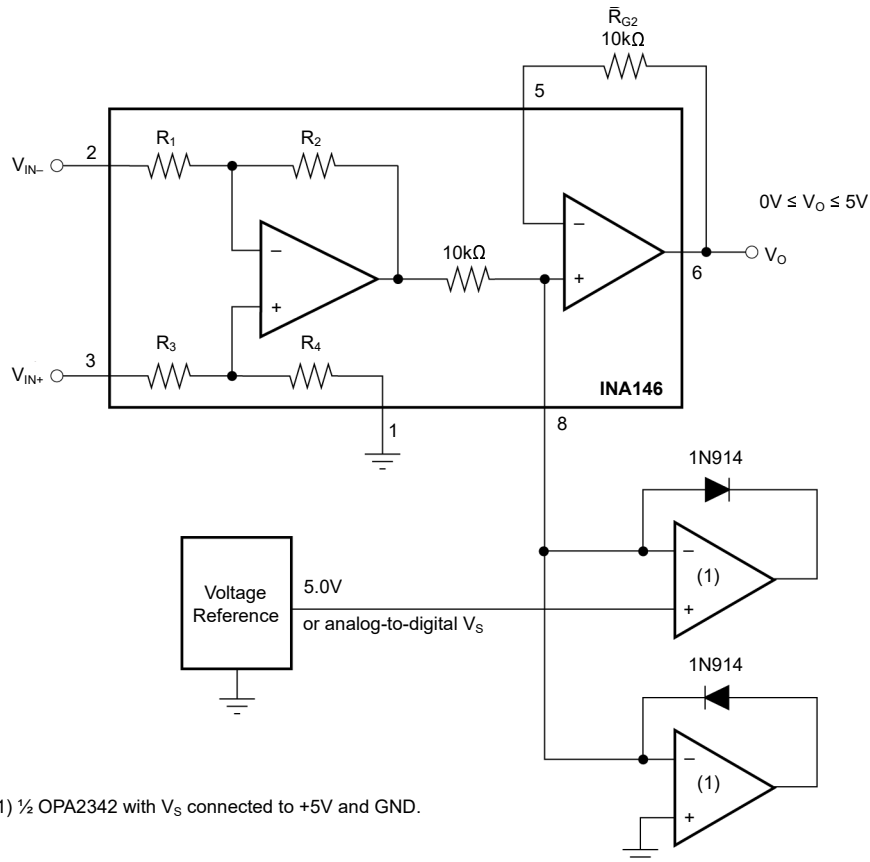 R̅G2
10kΩ
5
R1
R2
VIN–
2
0V ≤ VO ≤ 5V
–
–
10kΩ
+
VO
6
+
R3
R4
VIN+
3
INA146
1
8
1N914
–
(1)
Voltage
Reference
5.0V
+
or analog-to-digital VS
1N914
–
(1)
+
1) ½ OPA2342 with VS connected to +5V and GND.